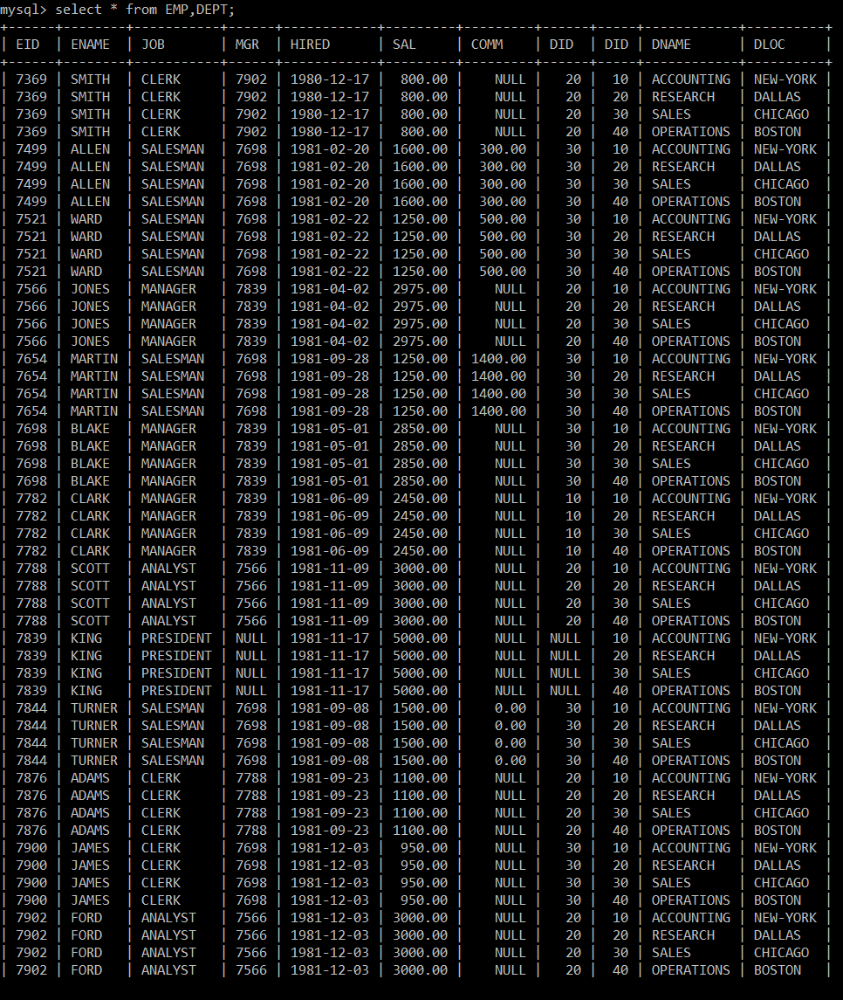 mysql> select * from EMP,DEPT;
+------+--------+-----------+------+------------+---------+---------+------+-----+------------+----------+
| EID  | ENAME  | JOB       | MGR  | HIRED      | SAL     | COMM    | DID  | DID | DNAME      | DLOC     |
+------+--------+-----------+------+------------+---------+---------+------+-----+------------+----------+
| 7369 | SMITH  | CLERK     | 7902 | 1980-12-17 |  800.00 |    NULL |   20 |  10 | ACCOUNTING | NEW-YORK |
| 7369 | SMITH  | CLERK     | 7902 | 1980-12-17 |  800.00 |    NULL |   20 |  20 | RESEARCH   | DALLAS   |
| 7369 | SMITH  | CLERK     | 7902 | 1980-12-17 |  800.00 |    NULL |   20 |  30 | SALES      | CHICAGO  |
| 7369 | SMITH  | CLERK     | 7902 | 1980-12-17 |  800.00 |    NULL |   20 |  40 | OPERATIONS | BOSTON   |
| 7499 | ALLEN  | SALESMAN  | 7698 | 1981-02-20 | 1600.00 |  300.00 |   30 |  10 | ACCOUNTING | NEW-YORK |
| 7499 | ALLEN  | SALESMAN  | 7698 | 1981-02-20 | 1600.00 |  300.00 |   30 |  20 | RESEARCH   | DALLAS   |
| 7499 | ALLEN  | SALESMAN  | 7698 | 1981-02-20 | 1600.00 |  300.00 |   30 |  30 | SALES      | CHICAGO  |
| 7499 | ALLEN  | SALESMAN  | 7698 | 1981-02-20 | 1600.00 |  300.00 |   30 |  40 | OPERATIONS | BOSTON   |
| 7521 | WARD   | SALESMAN  | 7698 | 1981-02-22 | 1250.00 |  500.00 |   30 |  10 | ACCOUNTING | NEW-YORK |
| 7521 | WARD   | SALESMAN  | 7698 | 1981-02-22 | 1250.00 |  500.00 |   30 |  20 | RESEARCH   | DALLAS   |
| 7521 | WARD   | SALESMAN  | 7698 | 1981-02-22 | 1250.00 |  500.00 |   30 |  30 | SALES      | CHICAGO  |
| 7521 | WARD   | SALESMAN  | 7698 | 1981-02-22 | 1250.00 |  500.00 |   30 |  40 | OPERATIONS | BOSTON   |
| 7566 | JONES  | MANAGER   | 7839 | 1981-04-02 | 2975.00 |    NULL |   20 |  10 | ACCOUNTING | NEW-YORK |
| 7566 | JONES  | MANAGER   | 7839 | 1981-04-02 | 2975.00 |    NULL |   20 |  20 | RESEARCH   | DALLAS   |
| 7566 | JONES  | MANAGER   | 7839 | 1981-04-02 | 2975.00 |    NULL |   20 |  30 | SALES      | CHICAGO  |
| 7566 | JONES  | MANAGER   | 7839 | 1981-04-02 | 2975.00 |    NULL |   20 |  40 | OPERATIONS | BOSTON   |
| 7654 | MARTIN | SALESMAN  | 7698 | 1981-09-28 | 1250.00 | 1400.00 |   30 |  10 | ACCOUNTING | NEW-YORK |
| 7654 | MARTIN | SALESMAN  | 7698 | 1981-09-28 | 1250.00 | 1400.00 |   30 |  20 | RESEARCH   | DALLAS   |
| 7654 | MARTIN | SALESMAN  | 7698 | 1981-09-28 | 1250.00 | 1400.00 |   30 |  30 | SALES      | CHICAGO  |
| 7654 | MARTIN | SALESMAN  | 7698 | 1981-09-28 | 1250.00 | 1400.00 |   30 |  40 | OPERATIONS | BOSTON   |
| 7698 | BLAKE  | MANAGER   | 7839 | 1981-05-01 | 2850.00 |    NULL |   30 |  10 | ACCOUNTING | NEW-YORK |
| 7698 | BLAKE  | MANAGER   | 7839 | 1981-05-01 | 2850.00 |    NULL |   30 |  20 | RESEARCH   | DALLAS   |
| 7698 | BLAKE  | MANAGER   | 7839 | 1981-05-01 | 2850.00 |    NULL |   30 |  30 | SALES      | CHICAGO  |
| 7698 | BLAKE  | MANAGER   | 7839 | 1981-05-01 | 2850.00 |    NULL |   30 |  40 | OPERATIONS | BOSTON   |
| 7782 | CLARK  | MANAGER   | 7839 | 1981-06-09 | 2450.00 |    NULL |   10 |  10 | ACCOUNTING | NEW-YORK |
| 7782 | CLARK  | MANAGER   | 7839 | 1981-06-09 | 2450.00 |    NULL |   10 |  20 | RESEARCH   | DALLAS   |
| 7782 | CLARK  | MANAGER   | 7839 | 1981-06-09 | 2450.00 |    NULL |   10 |  30 | SALES      | CHICAGO  |
| 7782 | CLARK  | MANAGER   | 7839 | 1981-06-09 | 2450.00 |    NULL |   10 |  40 | OPERATIONS | BOSTON   |
| 7788 | SCOTT  | ANALYST   | 7566 | 1981-11-09 | 3000.00 |    NULL |   20 |  10 | ACCOUNTING | NEW-YORK |
| 7788 | SCOTT  | ANALYST   | 7566 | 1981-11-09 | 3000.00 |    NULL |   20 |  20 | RESEARCH   | DALLAS   |
| 7788 | SCOTT  | ANALYST   | 7566 | 1981-11-09 | 3000.00 |    NULL |   20 |  30 | SALES      | CHICAGO  |
| 7788 | SCOTT  | ANALYST   | 7566 | 1981-11-09 | 3000.00 |    NULL |   20 |  40 | OPERATIONS | BOSTON   |
| 7839 | KING   | PRESIDENT | NULL | 1981-11-17 | 5000.00 |    NULL | NULL |  10 | ACCOUNTING | NEW-YORK |
| 7839 | KING   | PRESIDENT | NULL | 1981-11-17 | 5000.00 |    NULL | NULL |  20 | RESEARCH   | DALLAS   |
| 7839 | KING   | PRESIDENT | NULL | 1981-11-17 | 5000.00 |    NULL | NULL |  30 | SALES      | CHICAGO  |
| 7839 | KING   | PRESIDENT | NULL | 1981-11-17 | 5000.00 |    NULL | NULL |  40 | OPERATIONS | BOSTON   |
| 7844 | TURNER | SALESMAN  | 7698 | 1981-09-08 | 1500.00 |    0.00 |   30 |  10 | ACCOUNTING | NEW-YORK |
| 7844 | TURNER | SALESMAN  | 7698 | 1981-09-08 | 1500.00 |    0.00 |   30 |  20 | RESEARCH   | DALLAS   |
| 7844 | TURNER | SALESMAN  | 7698 | 1981-09-08 | 1500.00 |    0.00 |   30 |  30 | SALES      | CHICAGO  |
| 7844 | TURNER | SALESMAN  | 7698 | 1981-09-08 | 1500.00 |    0.00 |   30 |  40 | OPERATIONS | BOSTON   |
| 7876 | ADAMS  | CLERK     | 7788 | 1981-09-23 | 1100.00 |    NULL |   20 |  10 | ACCOUNTING | NEW-YORK |
| 7876 | ADAMS  | CLERK     | 7788 | 1981-09-23 | 1100.00 |    NULL |   20 |  20 | RESEARCH   | DALLAS   |
| 7876 | ADAMS  | CLERK     | 7788 | 1981-09-23 | 1100.00 |    NULL |   20 |  30 | SALES      | CHICAGO  |
| 7876 | ADAMS  | CLERK     | 7788 | 1981-09-23 | 1100.00 |    NULL |   20 |  40 | OPERATIONS | BOSTON   |
| 7900 | JAMES  | CLERK     | 7698 | 1981-12-03 |  950.00 |    NULL |   30 |  10 | ACCOUNTING | NEW-YORK |
| 7900 | JAMES  | CLERK     | 7698 | 1981-12-03 |  950.00 |    NULL |   30 |  20 | RESEARCH   | DALLAS   |
| 7900 | JAMES  | CLERK     | 7698 | 1981-12-03 |  950.00 |    NULL |   30 |  30 | SALES      | CHICAGO  |
| 7900 | JAMES  | CLERK     | 7698 | 1981-12-03 |  950.00 |    NULL |   30 |  40 | OPERATIONS | BOSTON   |
| 7902 | FORD   | ANALYST   | 7566 | 1981-12-03 | 3000.00 |    NULL |   20 |  10 | ACCOUNTING | NEW-YORK |
| 7902 | FORD   | ANALYST   | 7566 | 1981-12-03 | 3000.00 |    NULL |   20 |  20 | RESEARCH   | DALLAS   |
| 7902 | FORD   | ANALYST   | 7566 | 1981-12-03 | 3000.00 |    NULL |   20 |  30 | SALES      | CHICAGO  |
| 7902 | FORD   | ANALYST   | 7566 | 1981-12-03 | 3000.00 |    NULL |   20 |  40 | OPERATIONS | BOSTON   |